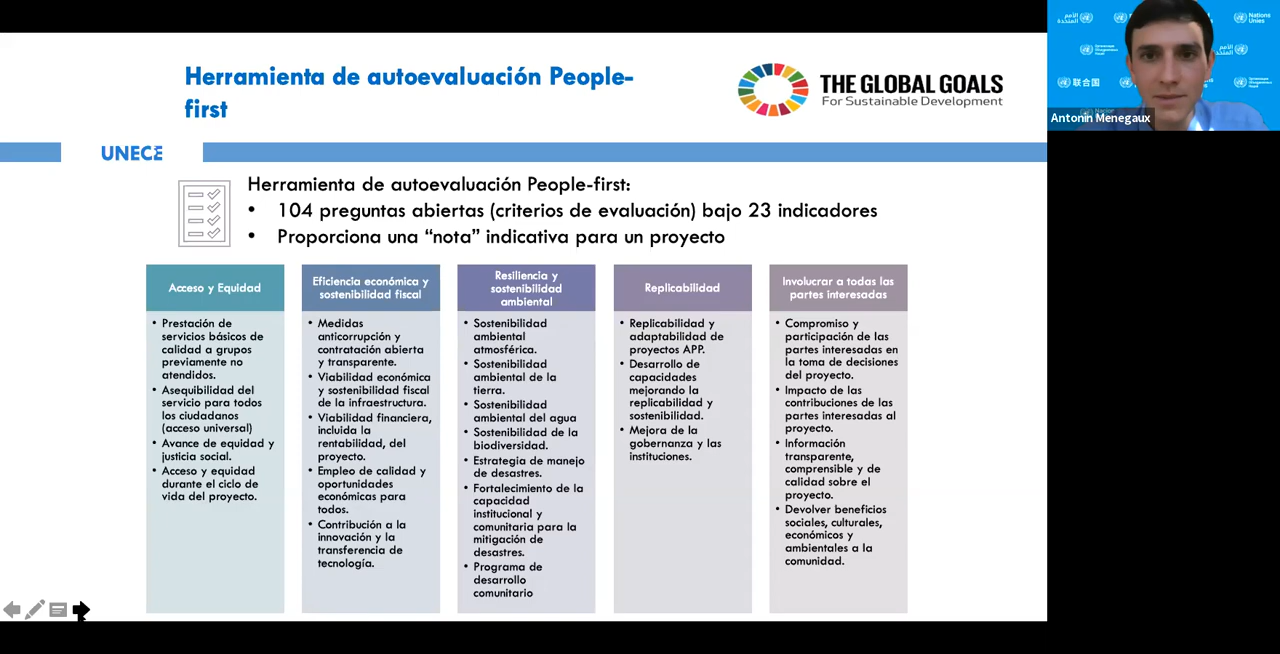 Herramienta de autoevaluación People-
first
THE GLOBAL GOALS
For Sustainable Development
UNECE
Herramienta de autoevaluación People-first:
• 104 preguntas abiertas (criterios de evaluación) bajo 23 indicadores
• Proporciona una “nota” indicativa para un proyecto
Acceso y Equidad
• Prestación de
servicios básicos de
calidad a grupos
previamente no
atendidos.
• Asequibilidad del
servicio para todos
los ciudadanos
(acceso universal)
• Avance de equidad y
justicia social.
• Acceso y equidad
durante el ciclo de
vida del proyecto.
Eficiencia económica y
sostenibilidad fiscal
• Medidas
anticorrupción y
contratación abierta
y transparente.
• Viabilidad económica
y sostenibilidad fiscal
de la infraestructura.
• Viabilidad financiera,
incluida la
rentabilidad, del
proyecto.
• Empleo de calidad y
oportunidades
económicas para
todos.
• Contribución a la
innovación y la
transferencia de
tecnología.
Resiliencia y
sostenibilidad
ambiental
• Sostenibilidad
ambiental
atmosférica.
• Sostenibilidad
ambiental de la
tierra.
• Sostenibilidad
ambiental del agua
• Sostenibilidad de la
biodiversidad.
• Estrategia de manejo
de desastres.
• Fortalecimiento de la
capacidad
institucional y
comunitaria para la
mitigación de
desastres.
• Programa de
desarrollo
comunitario
Replicabilidad
• Replicabilidad y
adaptabilidad de
proyectos APP.
• Desarrollo de
capacidades
mejorando la
replicabilidad y
sostenibilidad.
• Mejora de la
gobernanza y las
instituciones.
Involucrar a todas las
partes interesadas
• Compromiso y
participación de las
partes interesadas en
la toma de decisiones
del proyecto.
• Impacto de las
contribuciones de las
partes interesadas al
proyecto.
• Información
transparente,
comprensible y de
calidad sobre el
proyecto.
• Devolver beneficios
sociales, culturales,
económicos y
ambientales a la
comunidad.
Nations
Unies
联合国
Antonin Menegaux